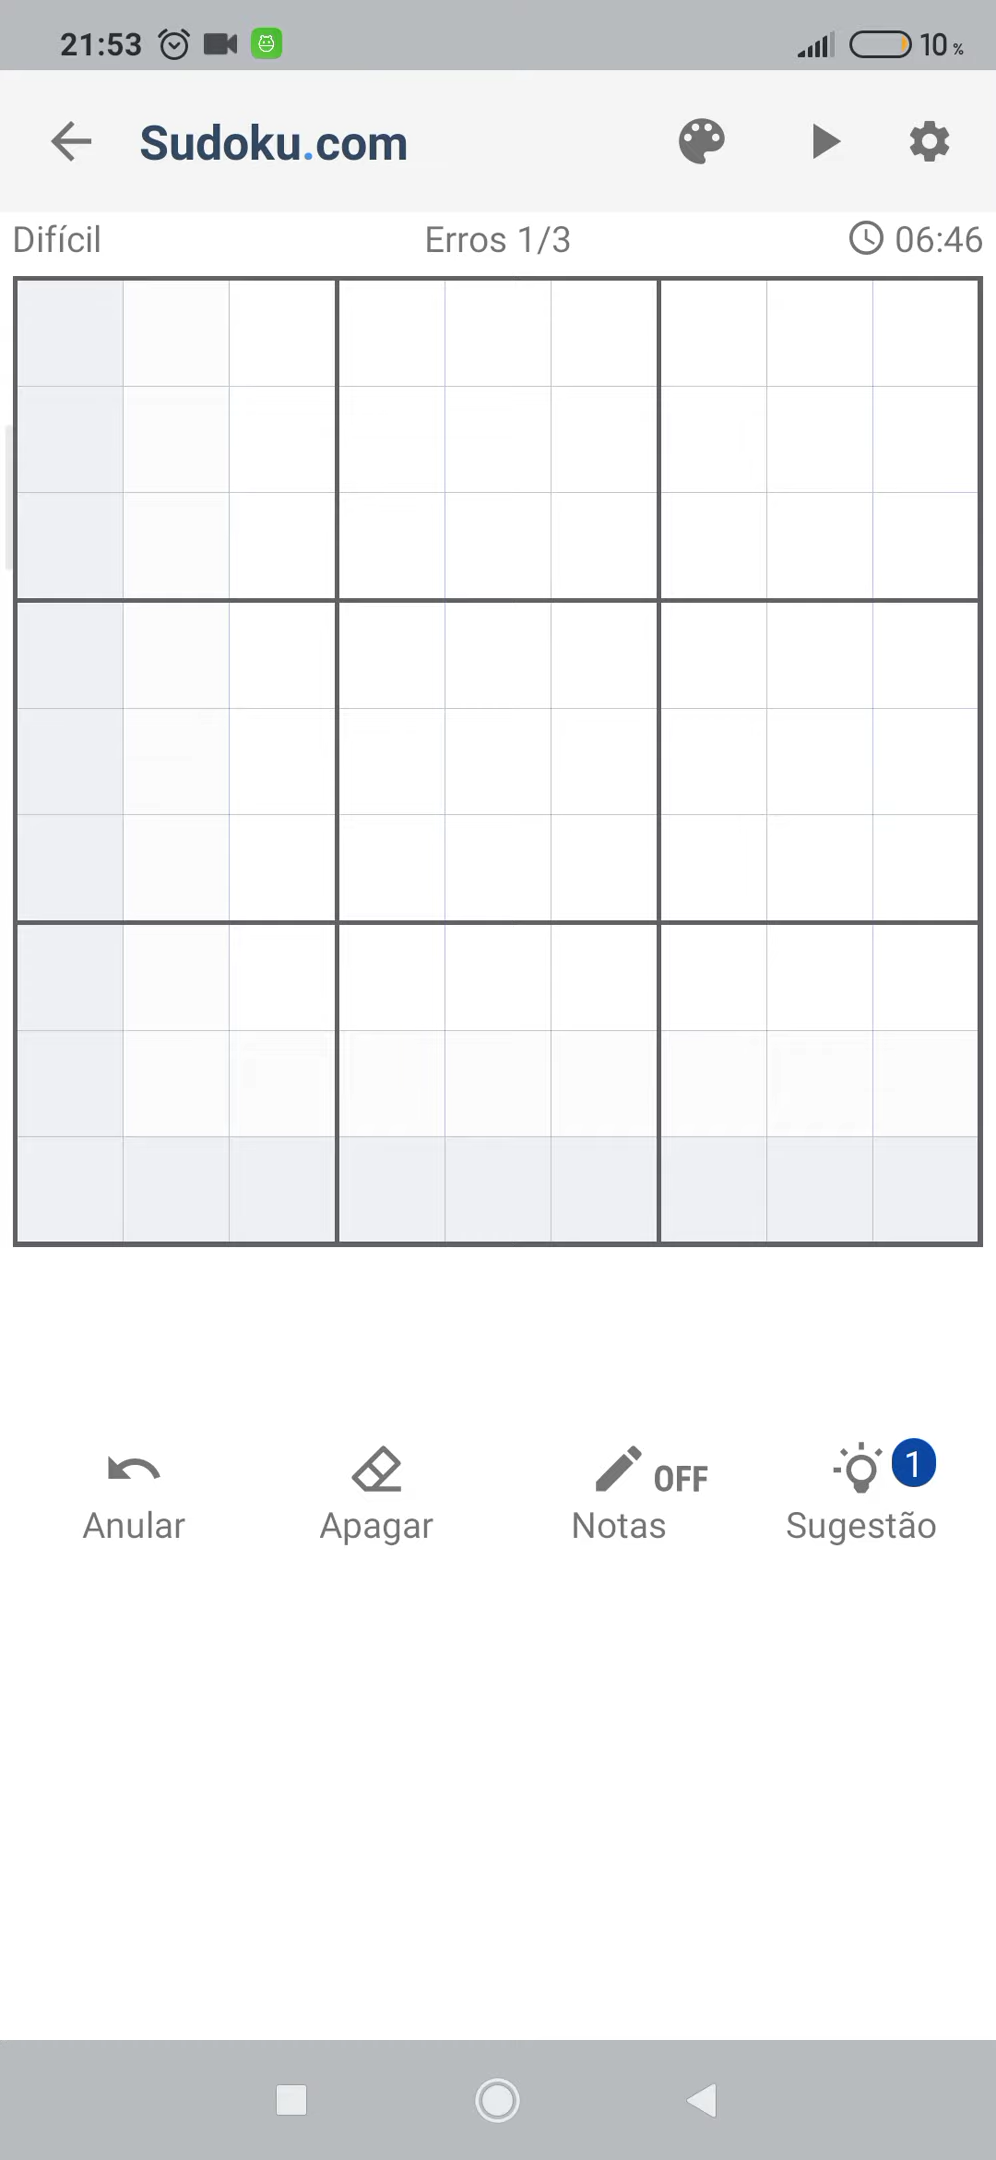 21:53 10 %
Sudoku.com
Difícil Erros 1/3 06:46
OFF 1
Anular Apagar Notas Sugestão